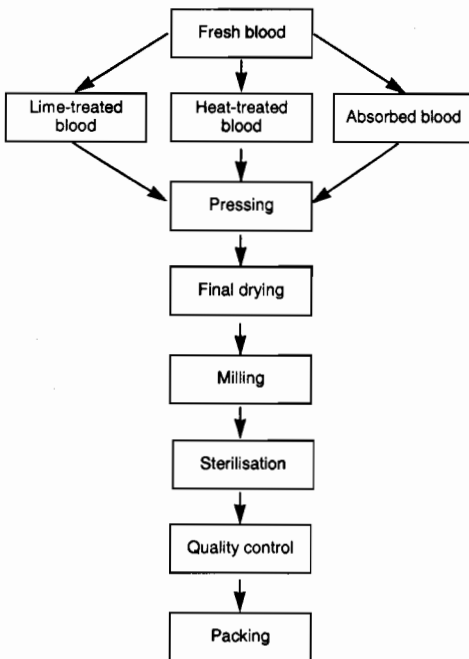 Fresh blood
Lime-treated
blood
Heat-treated
blood
Absorbed blood
Pressing
Final drying
Milling
Sterilisation
Quality control
Packing